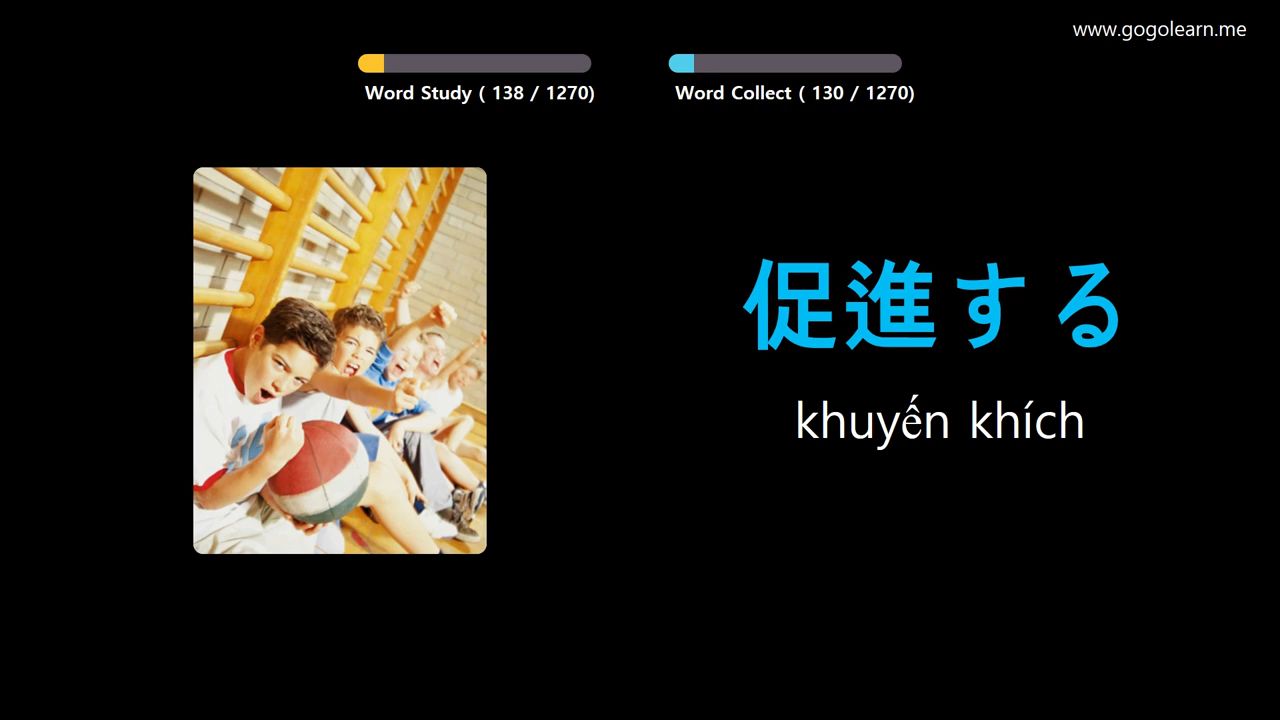 www.gogolearn.me
Word Study ( 138 / 1270)
Word Collect ( 130 / 1270)
促進する
khuyến khích